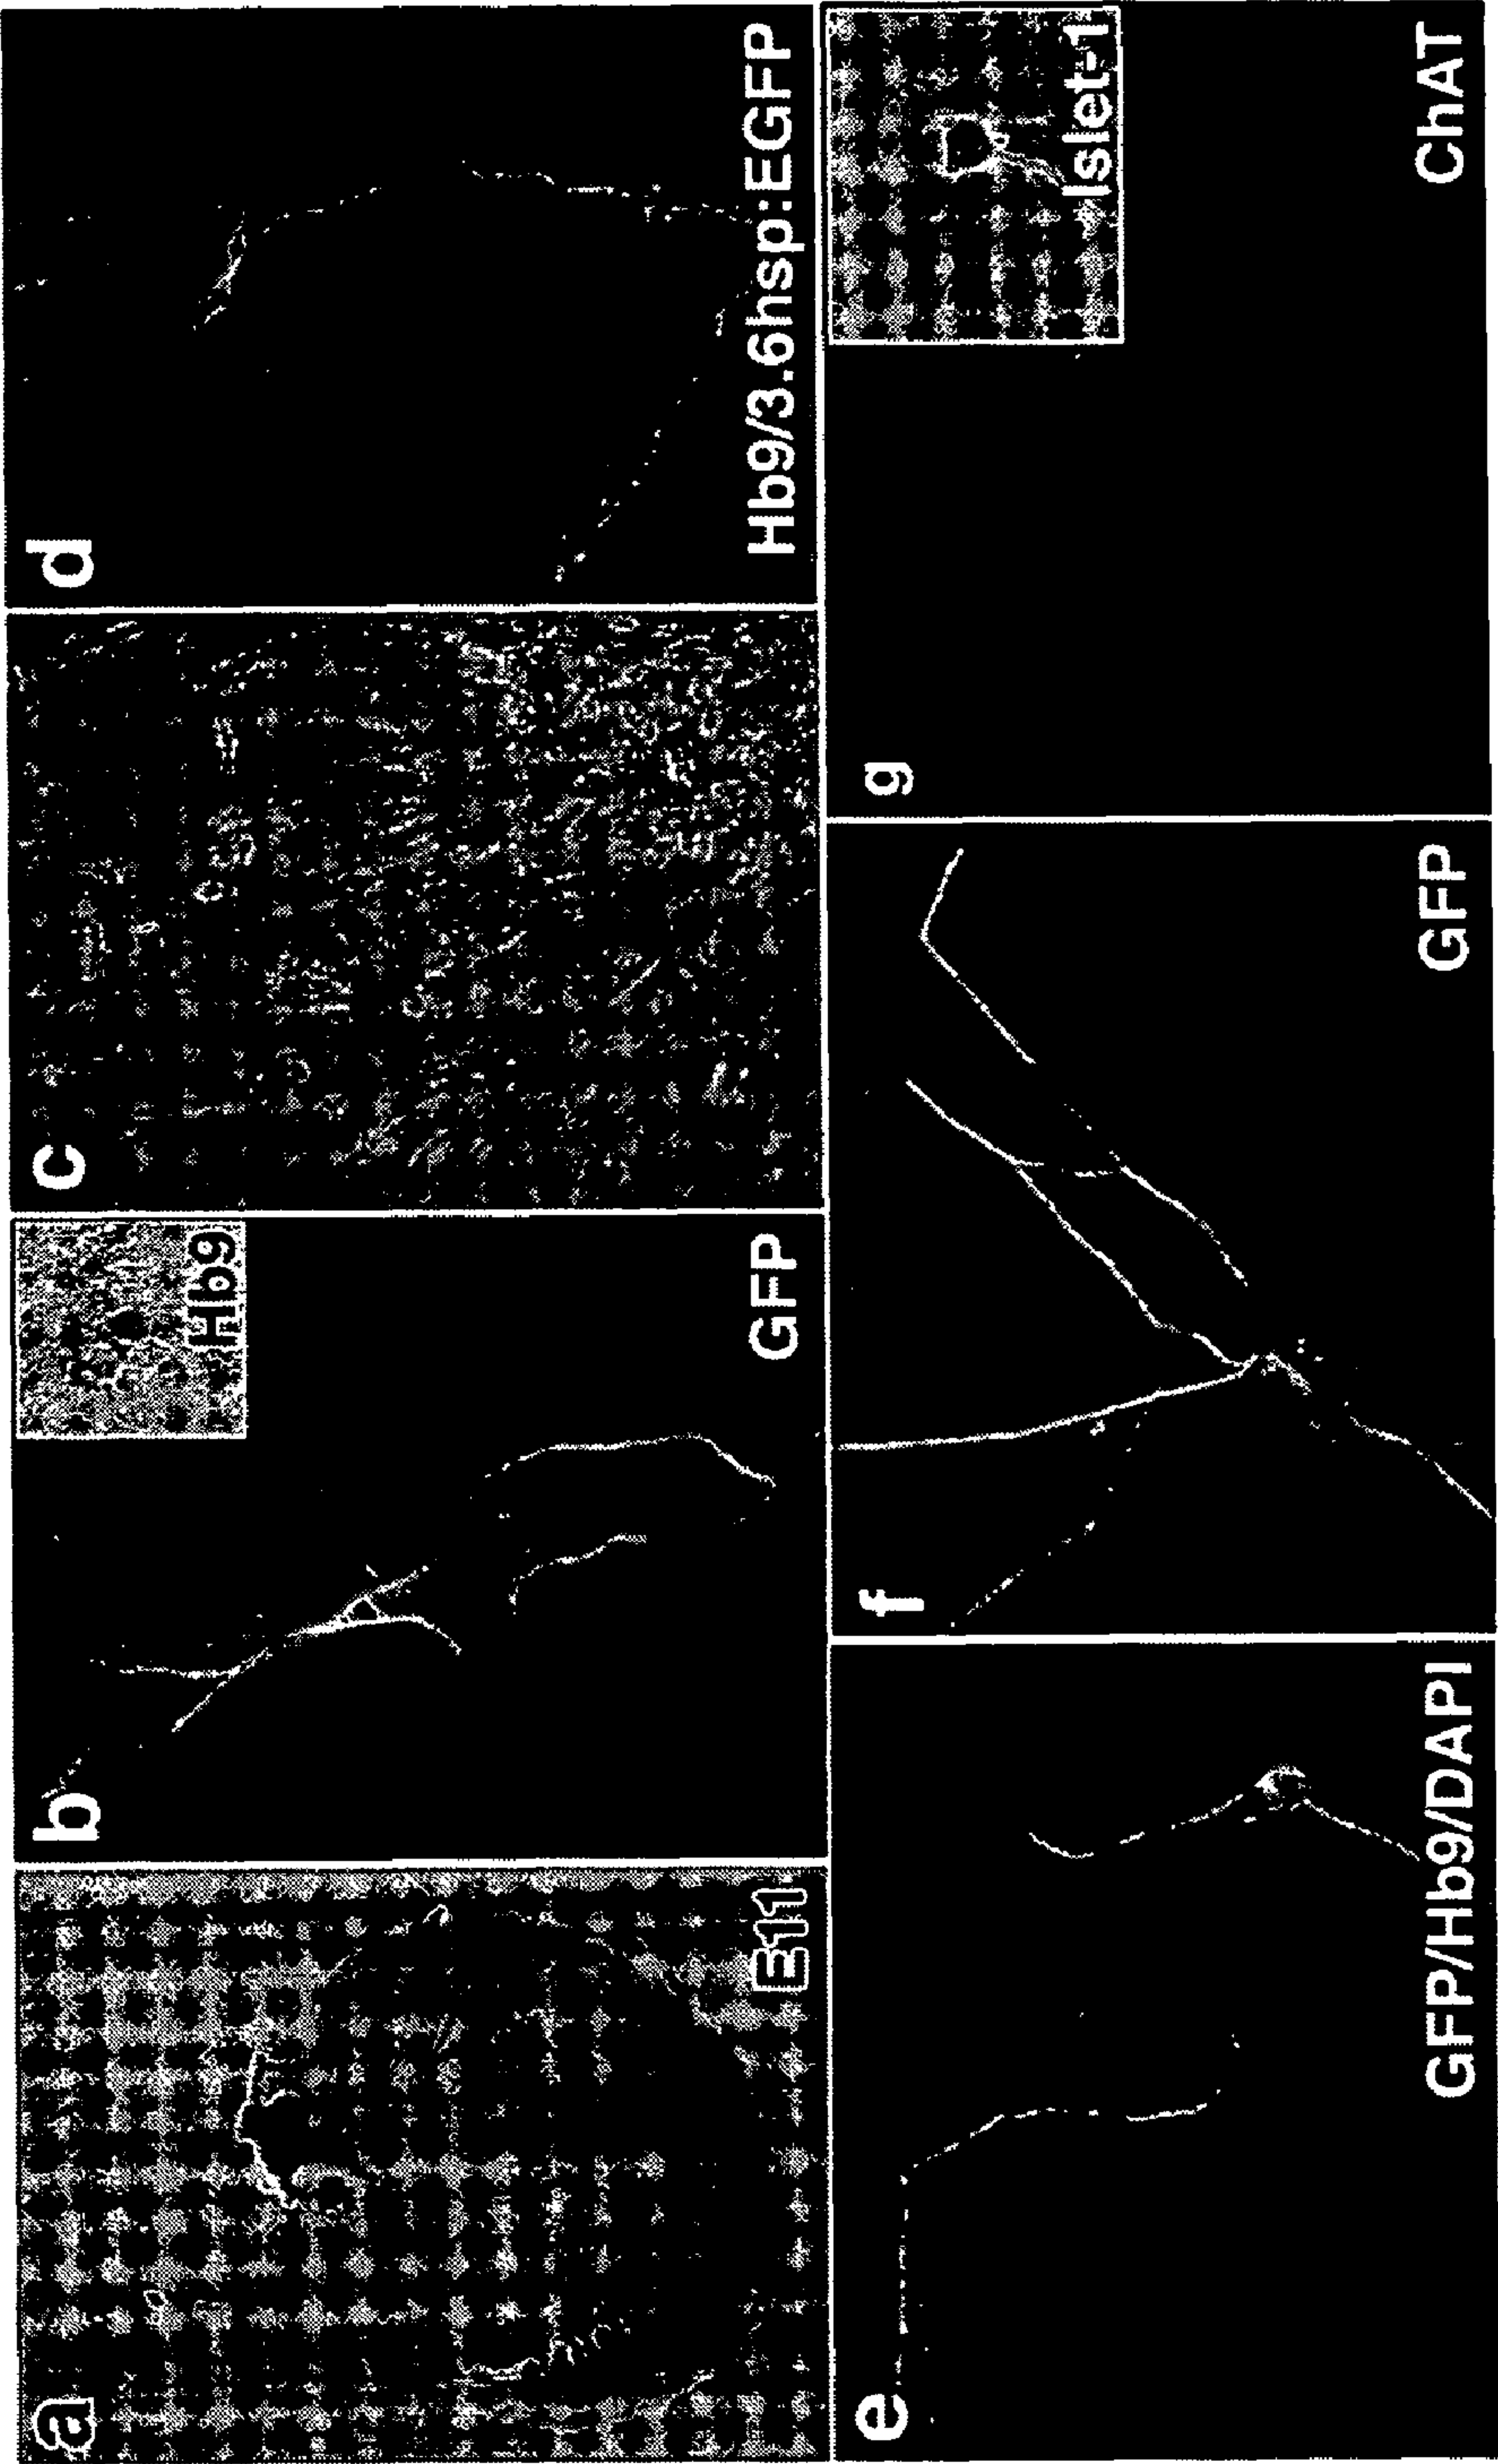 a
E11
b
Hb9
GFP
c
d
Hb9/3.6hsp:EGFP
e
GFP/Hb9/DAPI
f
GFP
g
Islet-1
ChAT